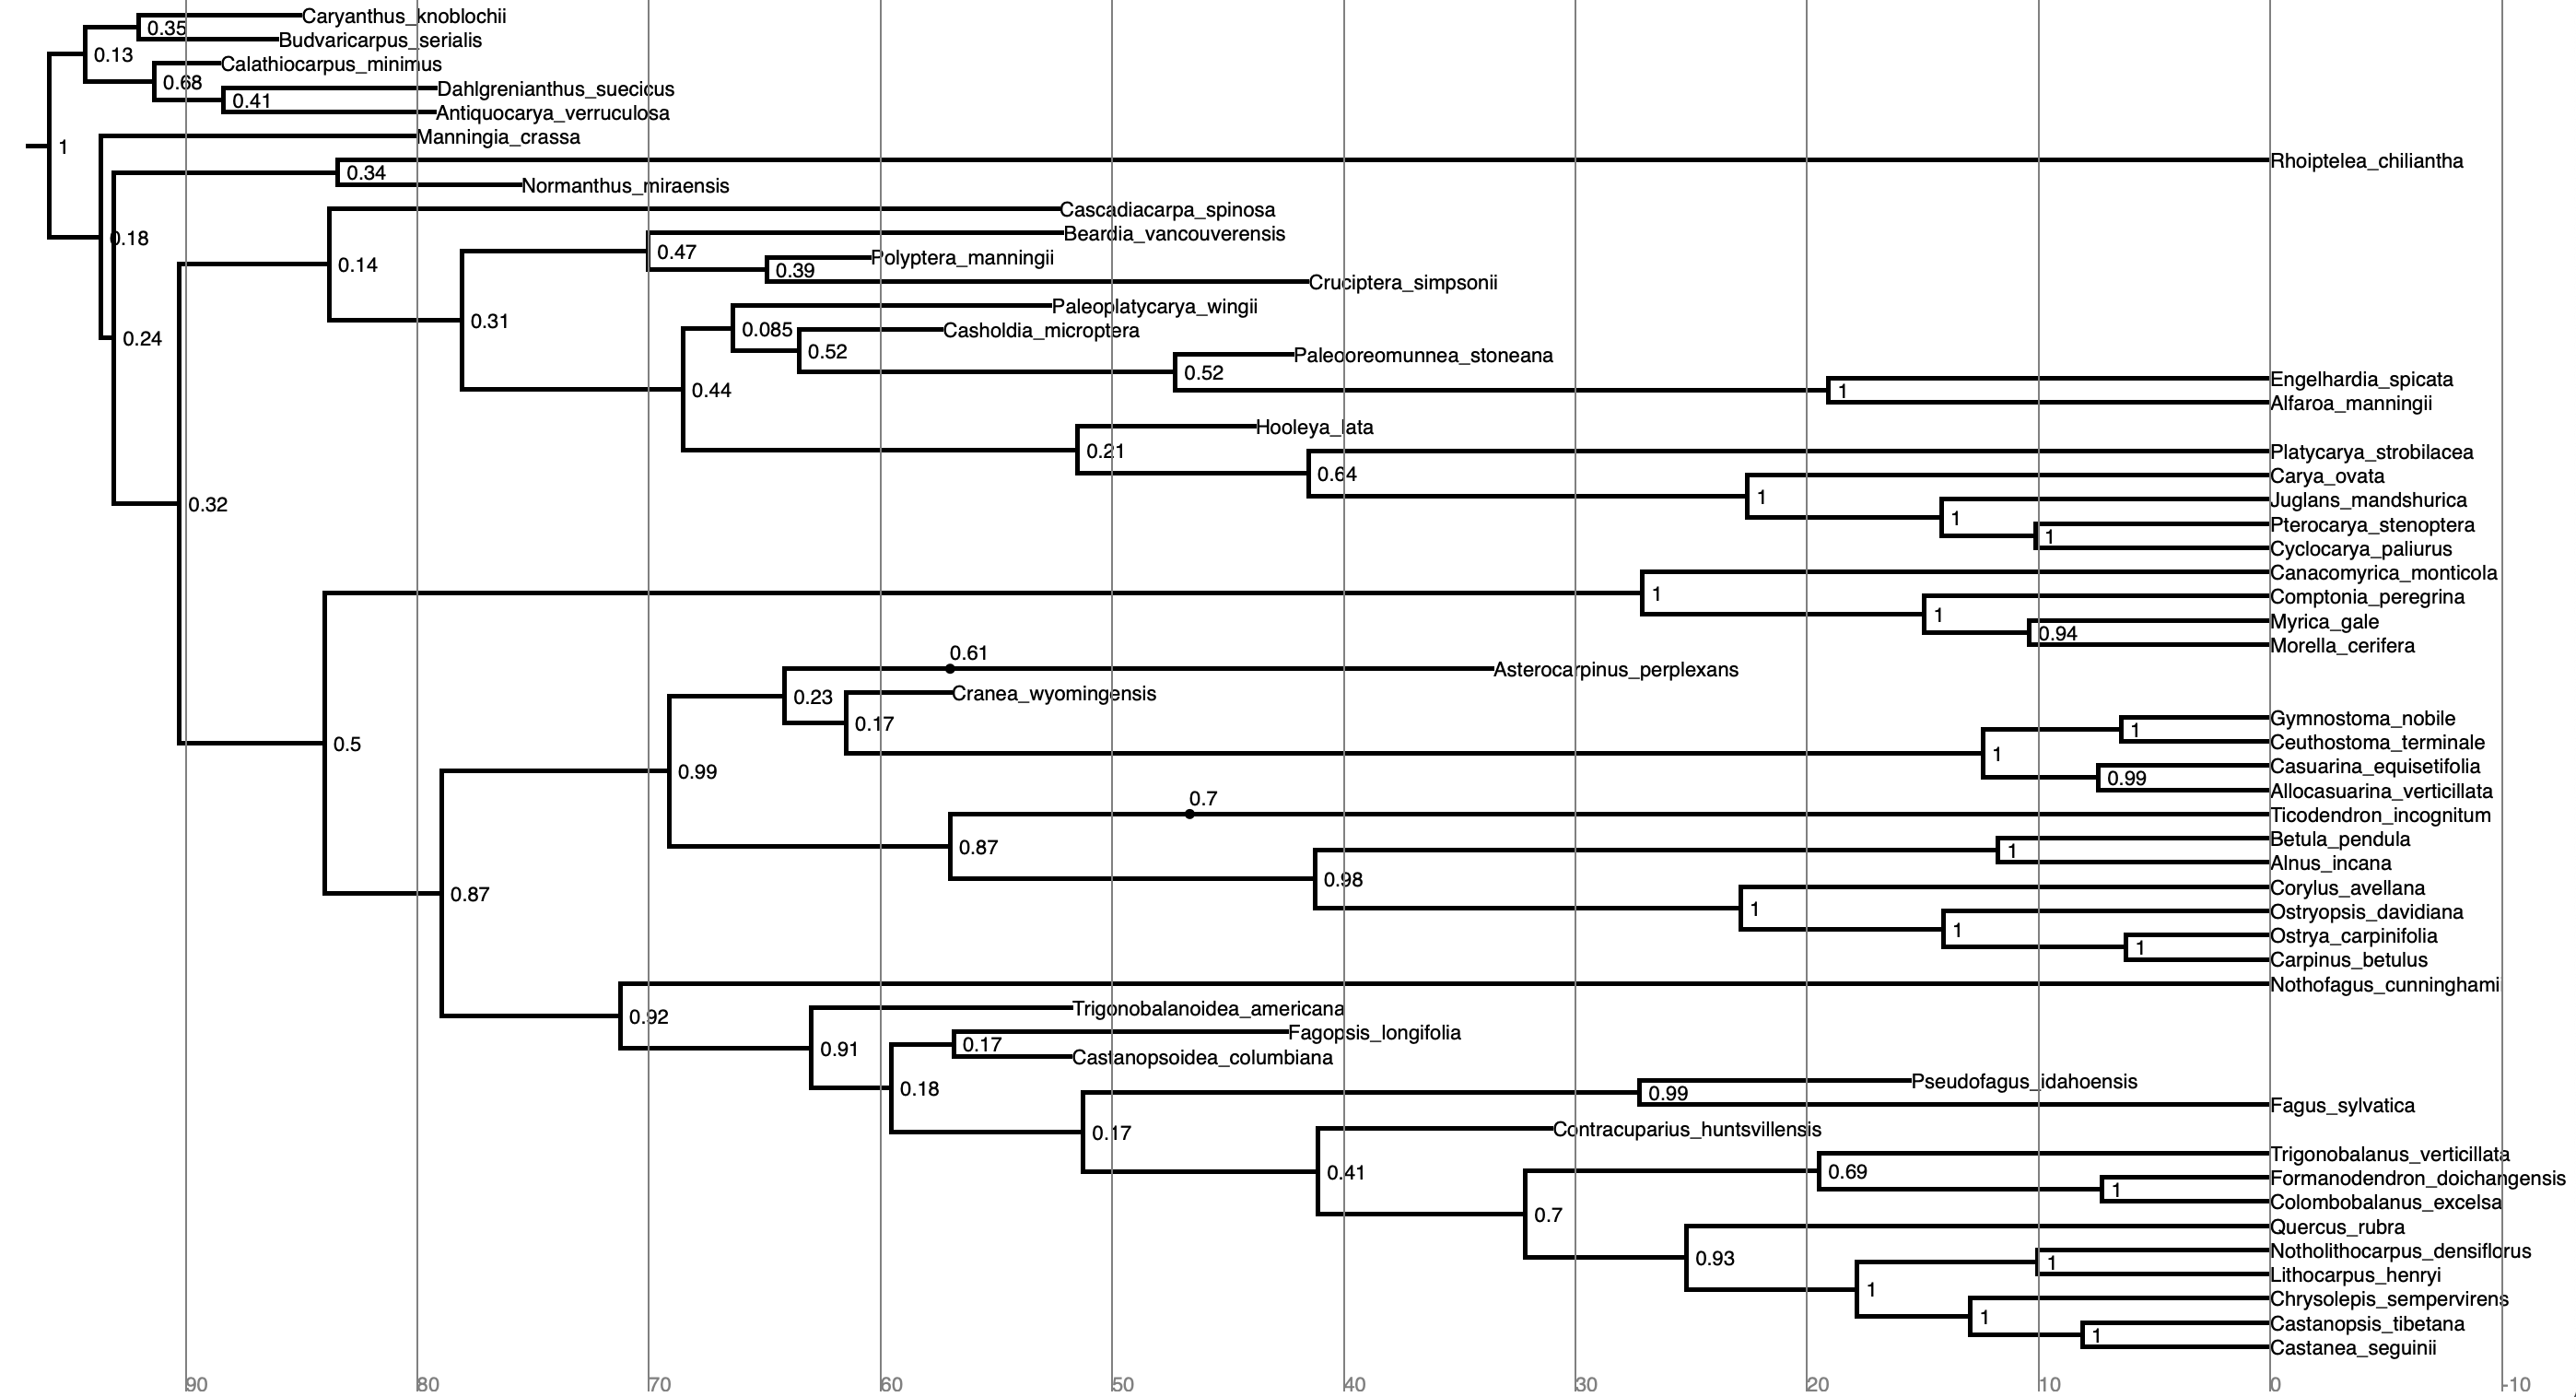 Caryanthus_knoblochii
0.35
Budvaricarpus_serialis
0.13
Calathiocarpus_minimus
0.68
Dahlgrenianthus_suecicus
0.41
Antiquocarya_verruculosa
Manningia_crassa
1
Rhoiptelea_chiliantha
0.34
Normanthus_miraensis
Cascadiacarpa_spinosa
Beardia_vancouverensis
0.18
0.47
Polyptera_manningii
0.14
0.39
Cruciptera_simpsonii
Paleoplatycarya_wingii
0.31
0.085
Casholdia_microptera
0.24
0.52
Paleooreomunnea_stoneana
0.52
Engelhardia_spicata
0.44
1
Alfaroa_manningii
Hooleya_lata
0.21
Platycarya_strobilacea
0.64
Carya_ovata
1
Juglans_mandshurica
0.32
1
Pterocarya_stenoptera
1
Cyclocarya_paliurus
Canacomyrica_monticola
1
Comptonia_peregrina
1
Myrica_gale
0.94
Morella_cerifera
0.61
Asterocarpinus_perplexans
0.23
Cranea_wyomingensis
0.17
Gymnostoma_nobile
1
Ceuthostoma_terminale
0.5
1
Casuarina_equisetifolia
0.99
0.99
Allocasuarina_verticillata
0.7
Ticodendron_incognitum
Betula_pendula
0.87
1
Alnus_incana
0.98
Corylus_avellana
0.87
1
Ostryopsis_davidiana
1
Ostrya_carpinifolia
1
Carpinus_betulus
Nothofagus_cunninghami
Trigonobalanoidea_americana
0.92
Fagopsis_longifolia
0.17
0.91
Castanopsoidea_columbiana
Pseudofagus_idahoensis
0.18
0.99
Fagus_sylvatica
0.17
Contracuparius_huntsvillensis
Trigonobalanus_verticillata
0.41
0.69
Formanodendron_doichangensis
1
Colombobalanus_excelsa
0.7
Quercus_rubra
Notholithocarpus_densiflorus
0.93
1
Lithocarpus_henryi
1
Chrysolepis_sempervirens
1
Castanopsis_tibetana
1
Castanea_seguinii
90 80 70 60 50 40 30 20 10 0 -10